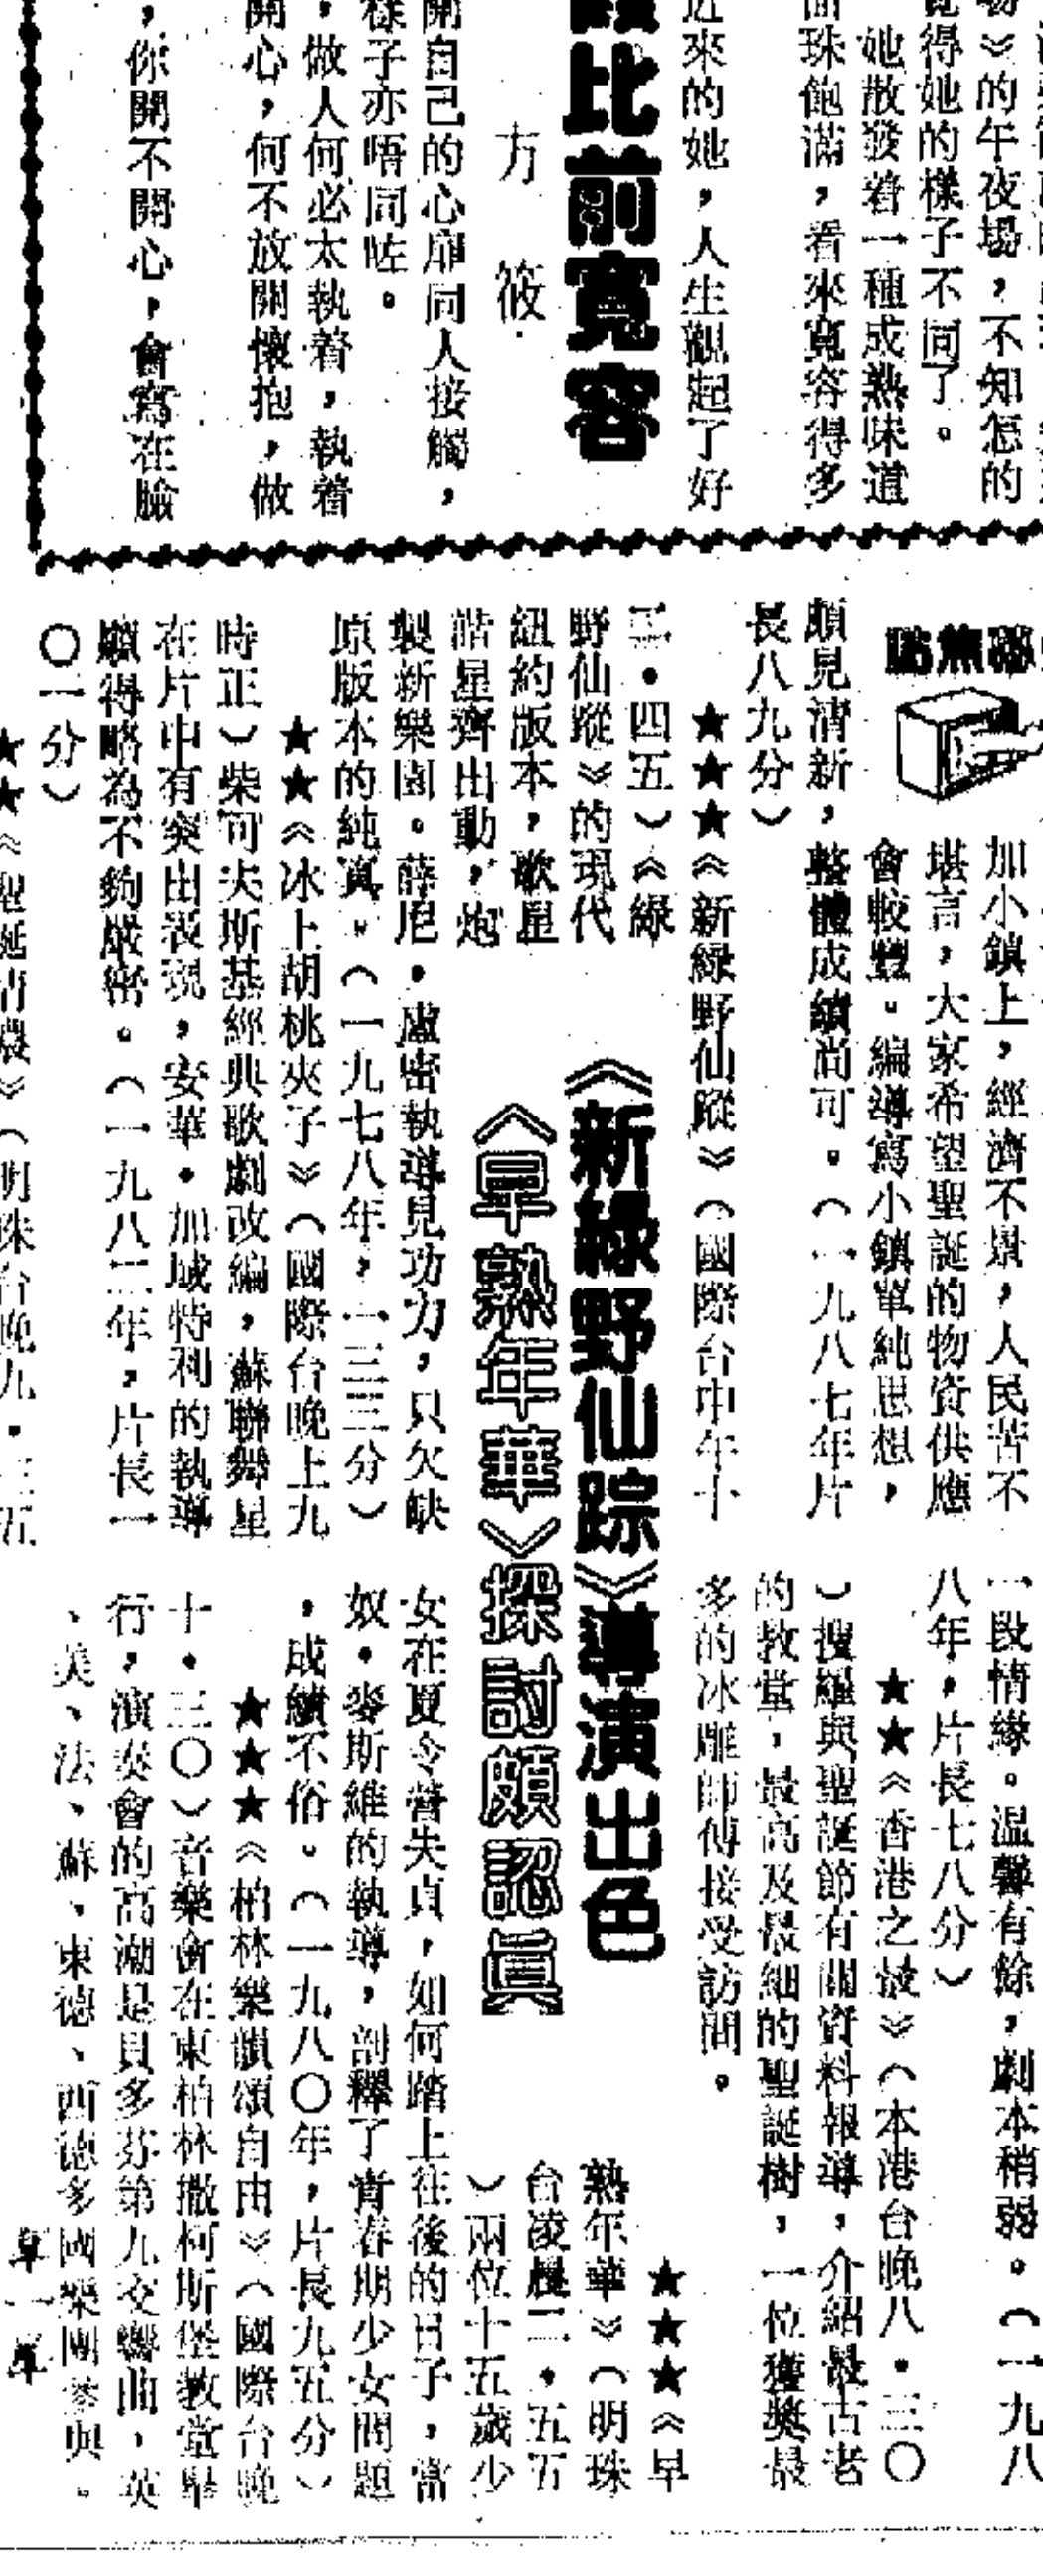 》的午夜場，不知怎的
得她的樣子不同了。
她散發着一種成熟味道
面珠飽滿，看來寬容得多
近來的她，人生觀起了好
比前寬容
方筱
開自己的心扉同人接觸，
樣子亦唔同咗。
，做人何必太執着，執着
開心，何不放開懷抱，做
，你開不開心，會寫在臉
焦點
加小鎮上，經濟不景，人民苦不
堪言，大家希望聖誕的物資供應
會較豐。編導寫小鎮單純思想，
頗見清新，整體成績尚可。（一九八七年片
長八九分）
★★★《新綠野仙蹤》（國際台中午十
二・四五）《綠
野仙蹤》的現代
紐約版本，歌星
諧星齊出動，炮
製新樂園。薛尼・盧密執導見功力，只欠缺
原版本的純真。（一九七八年，一三三分）
★★《冰上胡桃夾子》（國際台晚上九
時正）柴可夫斯基經典歌劇改編，蘇聯舞星
在片中有突出表現，安華・加城特利的執導
顯得略為不夠嚴密。（一九八三年，片長一
〇一分）
★★《聖誕情濃》（明珠台晚九・三五
《新綠野仙踪》導演出色
《早熟年華》探討頗認真
一段情緣。溫馨有餘，劇本稍弱。（一九八
八年，片長七八分）
★★《香港之最》（本港台晚八・三〇
）搜羅與聖誕節有關資料報導，介紹最古老
的教堂，最高及最細的聖誕樹，一位獲獎最
多的冰雕師傅接受訪問。
★★★《早
熟年華》（明珠
台凌晨二・五五
）兩位十五歲少
女在夏令營失貞，如何踏上往後的日子，當
奴・麥斯維的執導，剖釋了青春期少女問題
，成績不俗。（一九八〇年，片長九五分）
★★★《柏林樂韻頌自由》（國際台晚
十・三〇）音樂會在東柏林撒柯斯堡教堂舉
行，演奏會的高潮是貝多芬第九交響曲，英
、美、法、蘇、東德、西德多國樂團參與。
草一草